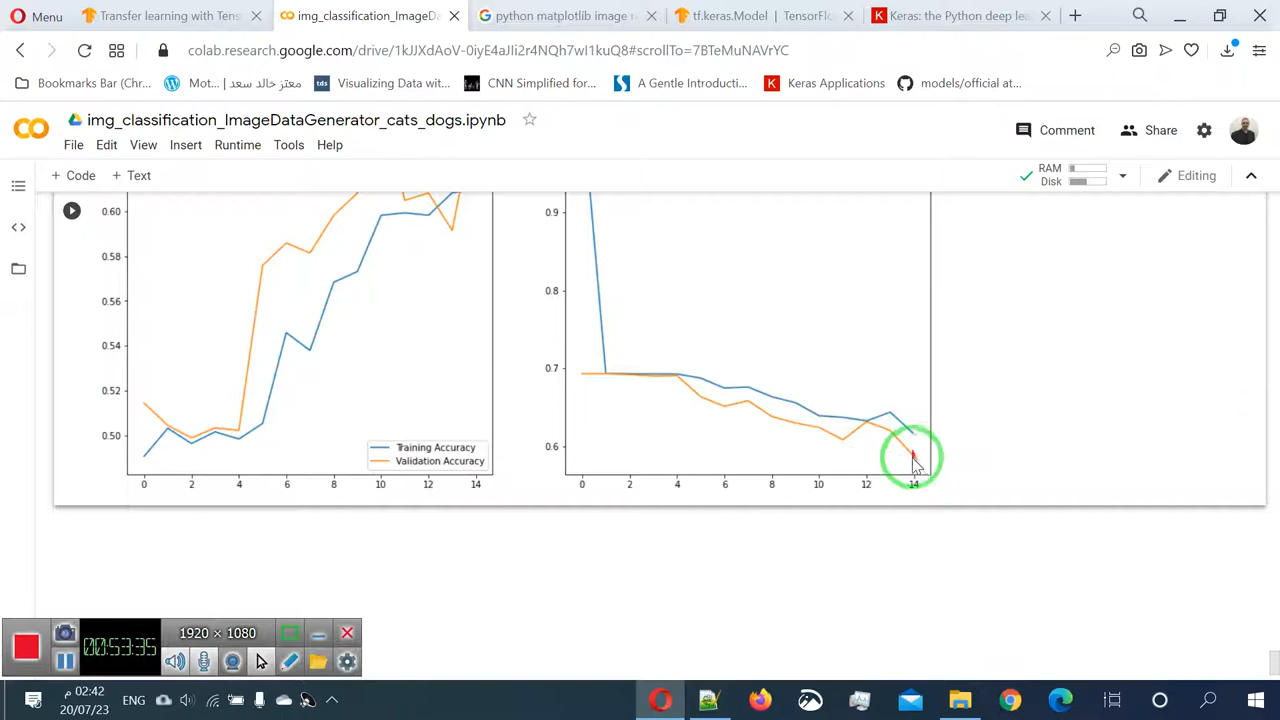 Menu
Transfer learning with Tens
img_classification_ImageDa
python matplotlib image r
tf.keras.Model | TensorFlo
Keras: the Python deep lea
colab.research.google.com/drive/1kJJXdAoV-0iyE4aJIi2r4NQh7wI1kuQ8#scrollTo=7BTeMuNAVrYC
Bookmarks Bar (Chr...
Mot... | معتز خالد سعد
tds Visualizing Data wit...
CNN Simplified for...
A Gentle Introducti...
Keras Applications
models/official at...
img_classification_ImageDataGenerator_cats_dogs.ipynb
Comment
Share
File Edit View Insert Runtime Tools Help
+ Code + Text
RAM
Disk
Editing
0.60
0.58
0.56
0.54
0.52
0.50
Training Accuracy
Validation Accuracy
0 2 4 6 8 10 12 14
0.9
0.8
0.7
0.6
0 2 4 6 8 10 12 14
00:53:35
1920 × 1080
ENG
02:42 م
20/07/23